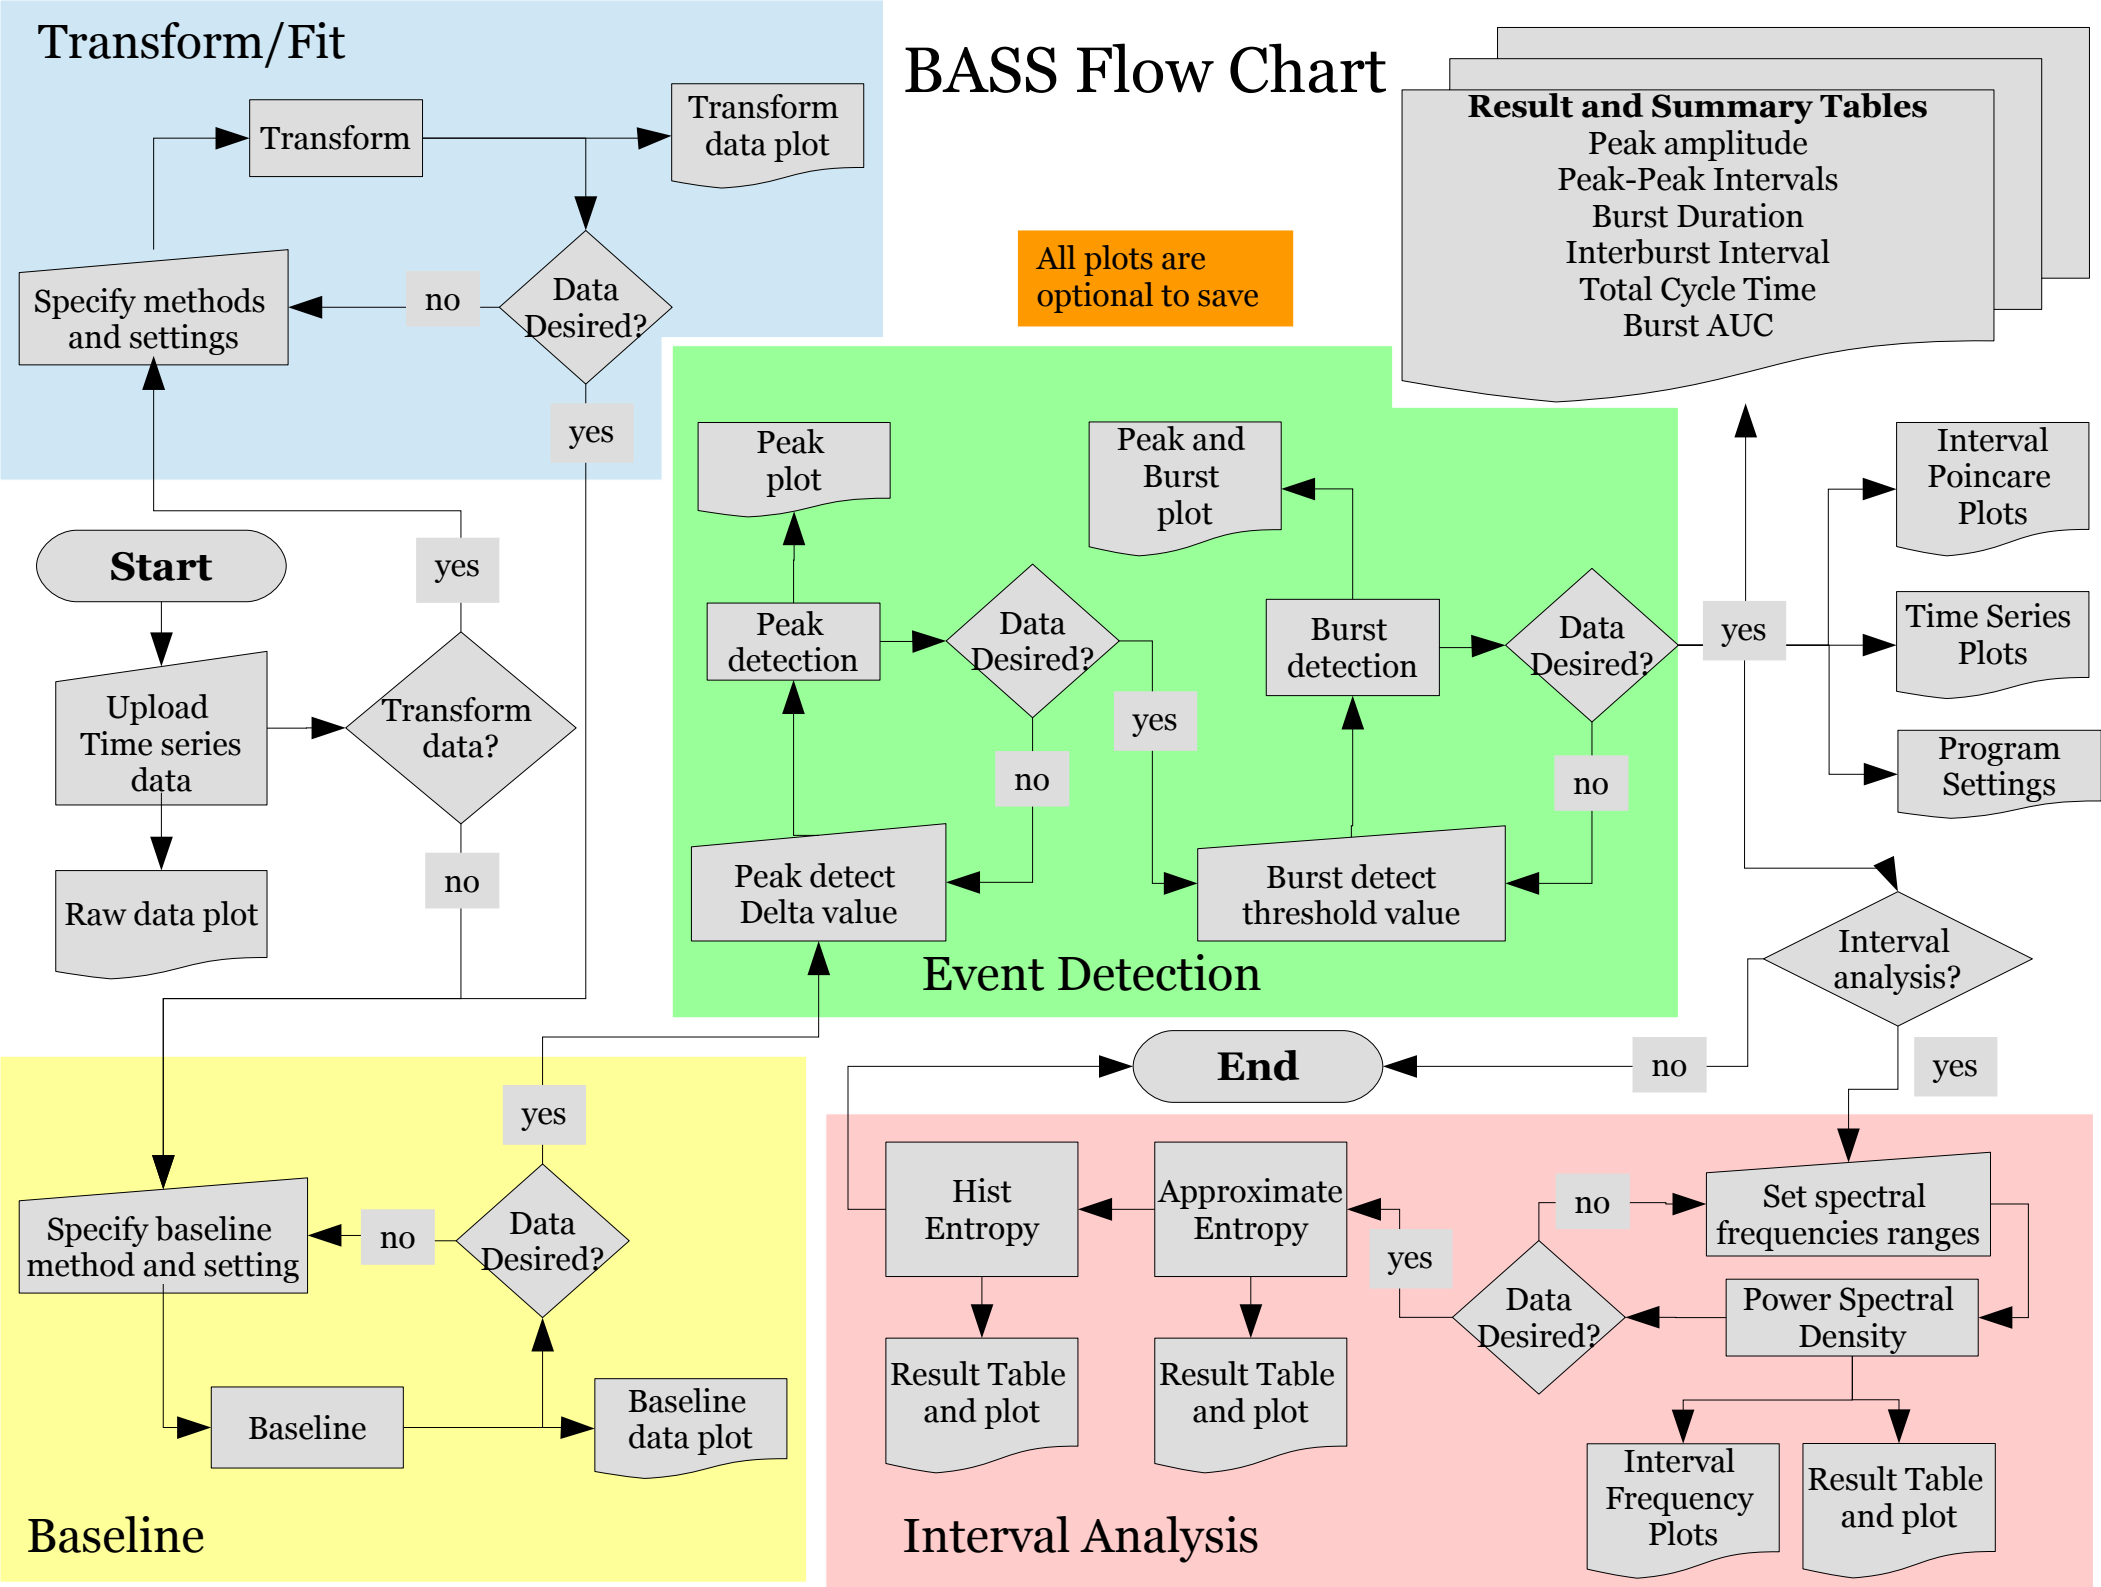 Transform/Fit
BASS Flow Chart
Transform
Transform
data plot
Data
Desired?
no
yes
Specify methods
and settings
All plots are
optional to save
Result and Summary Tables
Peak amplitude
Peak-Peak Intervals
Burst Duration
Interburst Interval
Total Cycle Time
Burst AUC
Start
Upload
Time series
data
Raw data plot
Transform
data?
yes
no
Peak
plot
Peak
detection
Data
Desired?
yes
no
Peak detect
Delta value
Peak and
Burst
plot
Burst
detection
Data
Desired?
no
Burst detect
threshold value
Event Detection
yes
Interval
Poincare
Plots
Time Series
Plots
Program
Settings
Interval
analysis?
no
yes
End
yes
Specify baseline
method and setting
no
Data
Desired?
Baseline
Baseline
data plot
Baseline
Hist
Entropy
Approximate
Entropy
yes
no
Set spectral
frequencies ranges
Data
Desired?
Power Spectral
Density
Result Table
and plot
Result Table
and plot
Interval
Frequency
Plots
Result Table
and plot
Interval Analysis